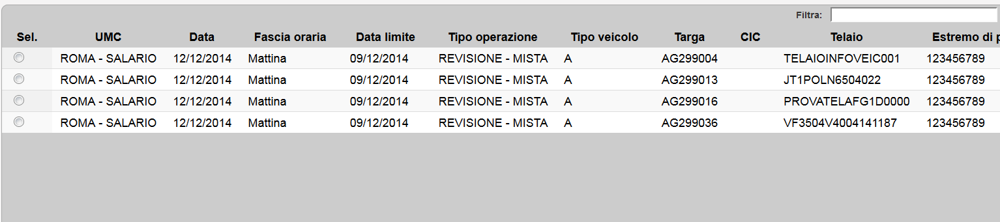 Filtra:
Sel. UMC Data Fascia oraria Data limite Tipo operazione Tipo veicolo Targa CIC Telaio Estremo di p
ROMA - SALARIO 12/12/2014 Mattina 09/12/2014 REVISIONE - MISTA A AG299004 TELAIOINFOVEIC001 123456789
ROMA - SALARIO 12/12/2014 Mattina 09/12/2014 REVISIONE - MISTA A AG299013 JT1POLN6504022 123456789
ROMA - SALARIO 12/12/2014 Mattina 09/12/2014 REVISIONE - MISTA A AG299016 PROVATELAFG1D0000 123456789
ROMA - SALARIO 12/12/2014 Mattina 09/12/2014 REVISIONE - MISTA A AG299036 VF3504V4004141187 123456789